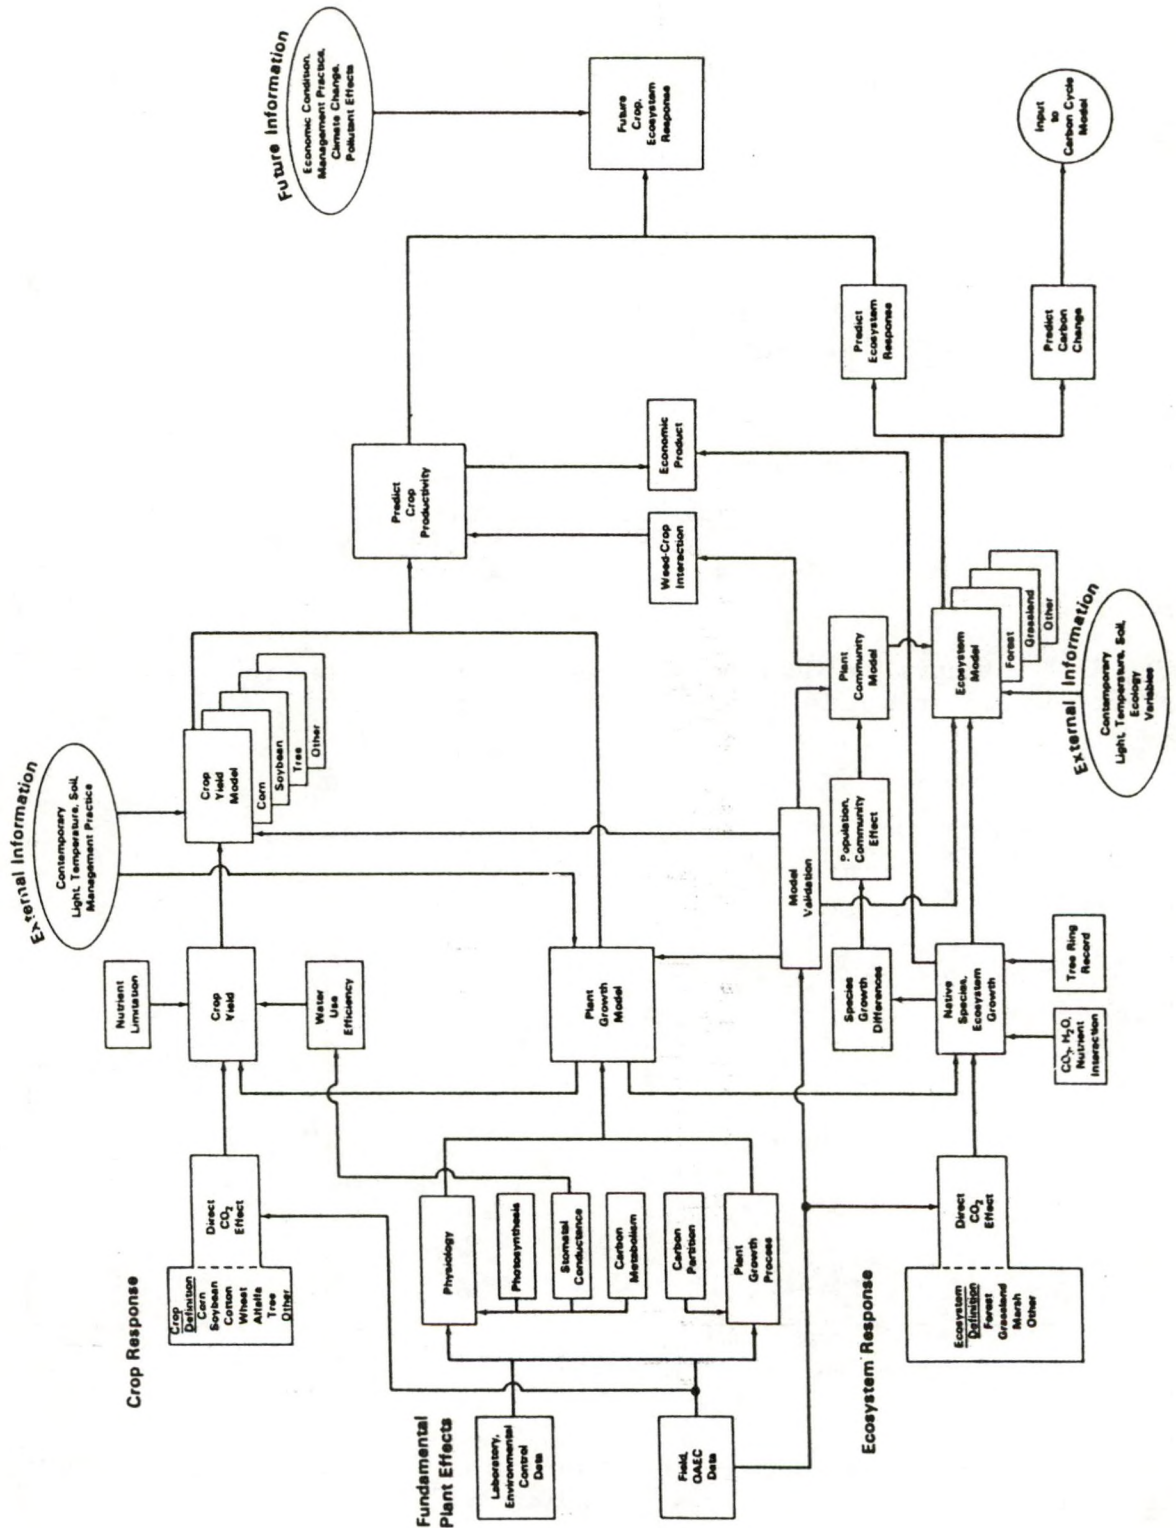 Crop Response
Crop
Definition
Corn
Soybean
Cotton
Wheat
Alfalfa
Tree
Other
Direct
CO2
Effect
Nutrient
Limitation
Crop
Yield
Water
Use
Efficiency
External Information
Contemporary
Light, Temperature, Soil,
Management Practice
Crop
Yield
Model
Corn
Soybean
Tree
Other
Predict
Crop
Productivity
Future Information
Economic Condition,
Management Practice,
Climate Change,
Pollutant Effects
Future
Crop,
Ecosystem
Response
Fundamental
Plant Effects
Laboratory,
Environmental
Control
Data
Field,
OAEC
Data
Physiology
Photosynthesis
Stomatal
Conductance
Carbon
Metabolism
Carbon
Partition
Plant
Growth
Process
Plant
Growth
Model
Model
Validation
Weed-Crop
Interaction
Economic
Product
Species
Growth
Differences
Population,
Community
Effect
Plant
Community
Model
Predict
Ecosystem
Response
Ecosystem Response
Ecosystem
Definition
Forest
Grassland
Marsh
Other
Direct
CO2
Effect
Native
Species,
Ecosystem
Growth
CO2, H2O,
Nutrient
Interaction
Tree Ring
Record
Ecosystem
Model
Forest
Grassland
Other
External Information
Contemporary
Light, Temperature, Soil,
Ecology
Variables
Predict
Carbon
Change
Input
to
Carbon Cycle
Model